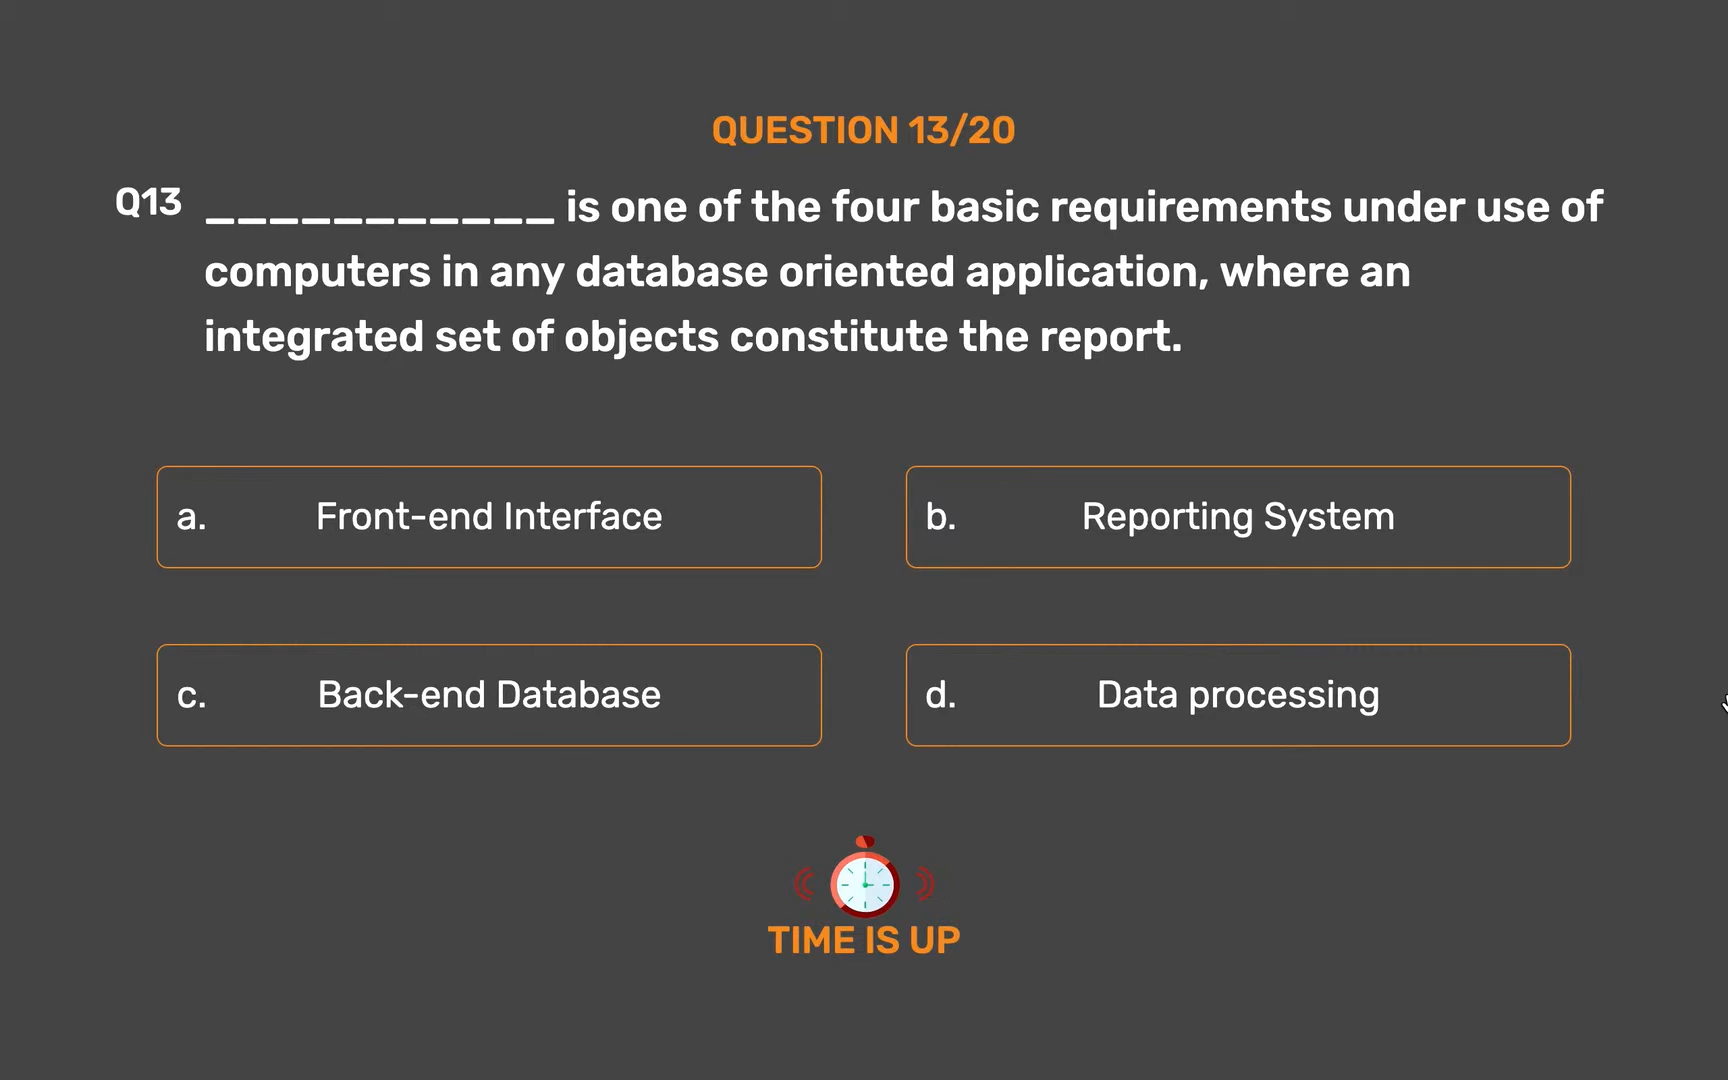 QUESTION 13/20
Q13 ___________ is one of the four basic requirements under use of
computers in any database oriented application, where an
integrated set of objects constitute the report.
a. Front-end Interface
b. Reporting System
c. Back-end Database
d. Data processing
TIME IS UP